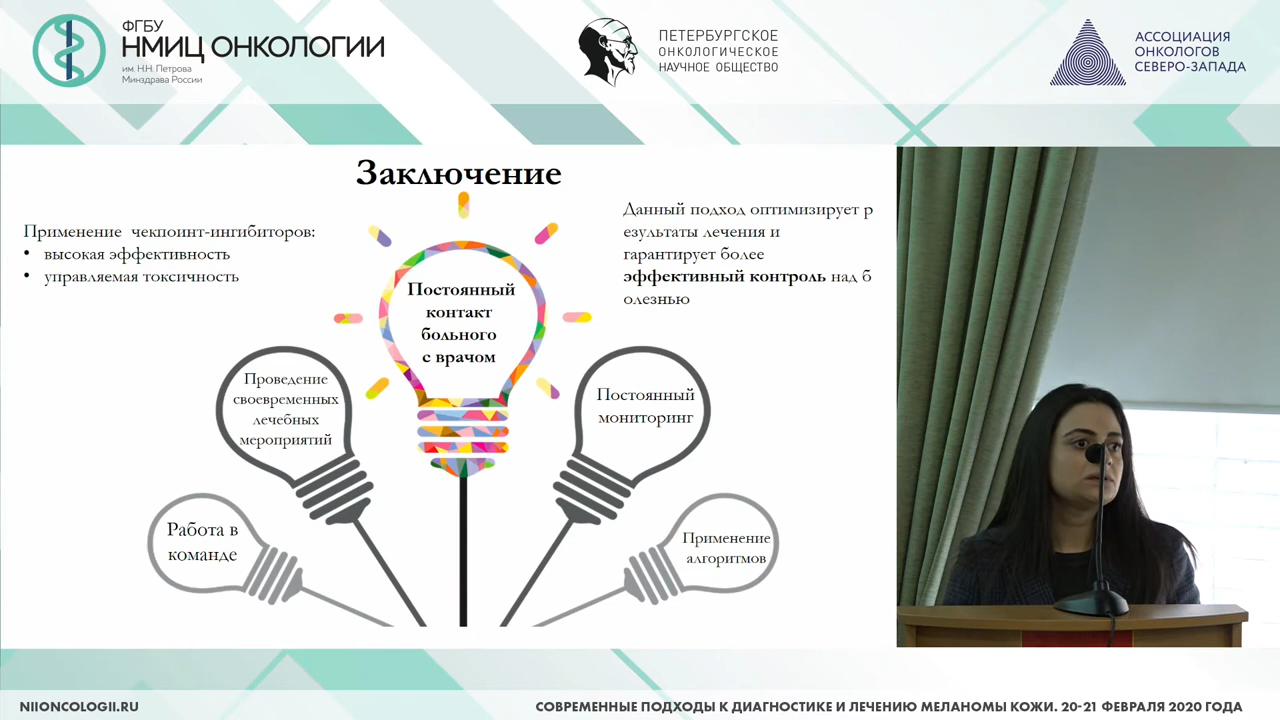 ФГБУ
НМИЦ ОНКОЛОГИИ
им. Н.Н. Петрова
Минздрава России
ПЕТЕРБУРГСКОЕ
ОНКОЛОГИЧЕСКОЕ
НАУЧНОЕ ОБЩЕСТВО
АССОЦИАЦИЯ
ОНКОЛОГОВ
СЕВЕРО-ЗАПАДА
Заключение
Применение чекпоинт-ингибиторов:
• высокая эффективность
• управляемая токсичность
Данный подход оптимизирует р
езультаты лечения и
гарантирует более
эффективный контроль над б
олезнью
Постоянный
контакт
больного
с врачом
Проведение
своевременных
лечебных
мероприятий
Постоянный
мониторинг
Работа в
команде
Применение
алгоритмов
NIIONCOLOGII.RU
СОВРЕМЕННЫЕ ПОДХОДЫ К ДИАГНОСТИКЕ И ЛЕЧЕНИЮ МЕЛАНОМЫ КОЖИ. 20-21 ФЕВРАЛЯ 2020 ГОДА